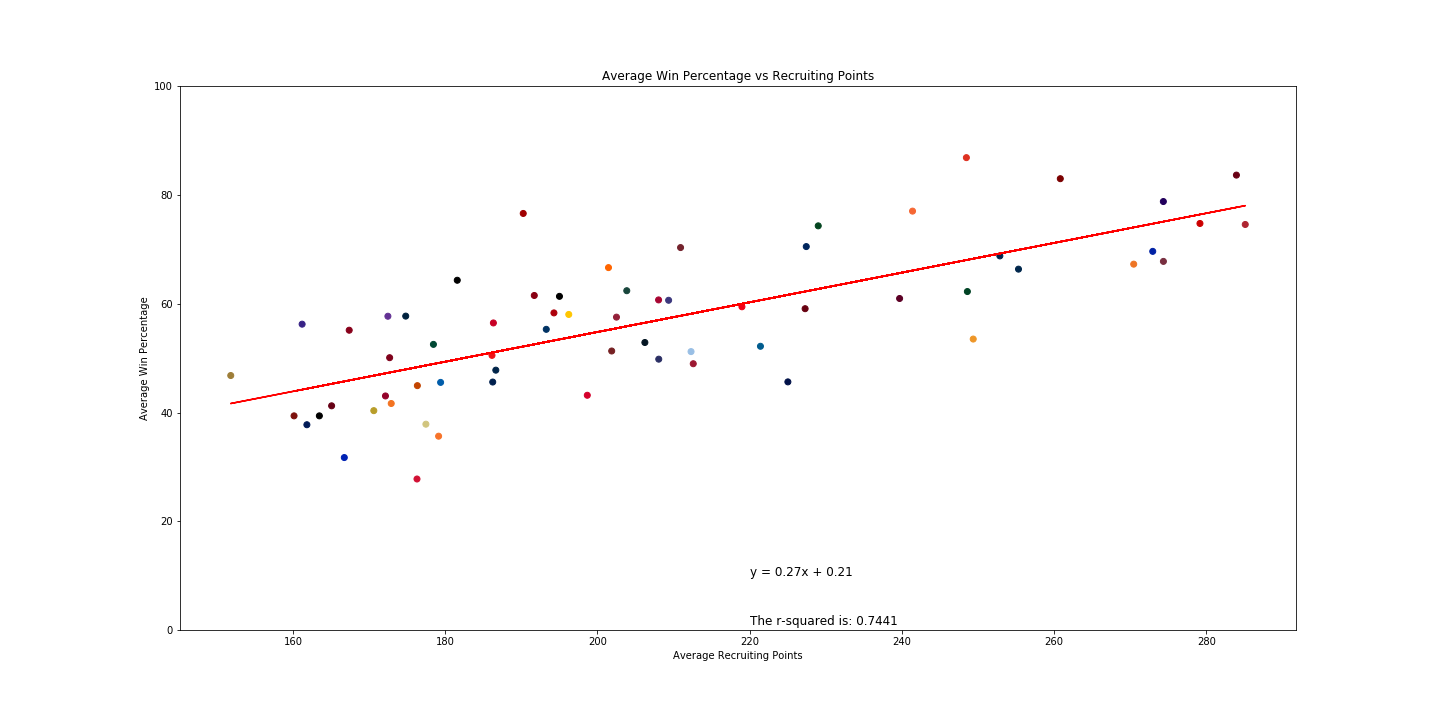 Average Win Percentage vs Recruiting Points
100
80
60
40
20
0
Average Win Percentage
y = 0.27x + 0.21
The r-squared is: 0.7441
160 180 200 220 240 260 280
Average Recruiting Points